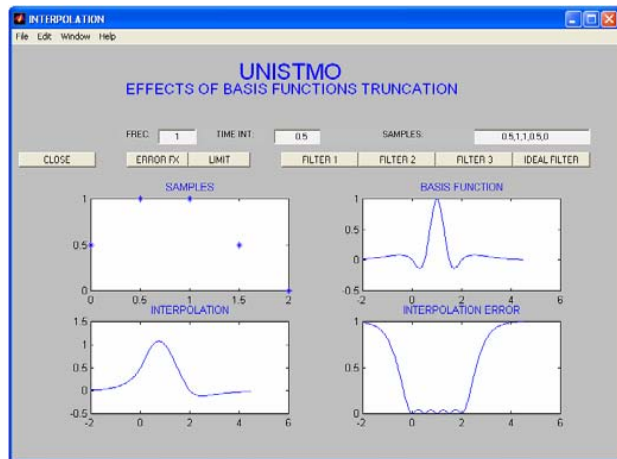 INTERPOLATION
File Edit Window Help
UNISTMO
EFFECTS OF BASIS FUNCTIONS TRUNCATION
FREC: 1 TIME INT: 0.5 SAMPLES: 0.5,1,1,0.5,0
CLOSE ERROR FX LIMIT FILTER 1 FILTER 2 FILTER 3 IDEAL FILTER
SAMPLES
1
0.5
0
0 0.5 1 1.5 2
BASIS FUNCTION
1
0.5
0
-0.5
-2 0 2 4 6
INTERPOLATION
1.5
1
0.5
0
-0.5
-2 0 2 4 6
INTERPOLATION ERROR
1
0.5
0
-2 0 2 4 6